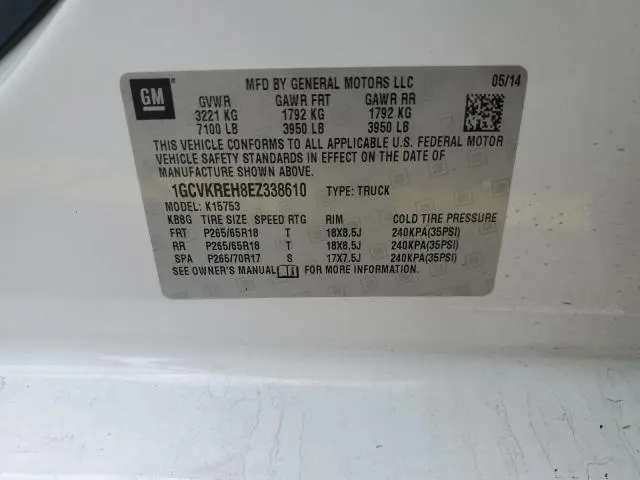 GM
MFD BY GENERAL MOTORS LLC 05/14
GVWR GAWR FRT GAWR RR
3221 KG 1792 KG 1792 KG
7100 LB 3950 LB 3950 LB
THIS VEHICLE CONFORMS TO ALL APPLICABLE U.S. FEDERAL MOTOR
VEHICLE SAFETY STANDARDS IN EFFECT ON THE DATE OF
MANUFACTURE SHOWN ABOVE.
1GCVKREH8EZ338610 TYPE: TRUCK
MODEL: K15753
KB8G TIRE SIZE SPEED RTG RIM COLD TIRE PRESSURE
FRT P265/65R18 T 18X8.5J 240KPA(35PSI)
RR P265/65R18 T 18X8.5J 240KPA(35PSI)
SPA P265/70R17 S 17X7.5J 240KPA(35PSI)
SEE OWNER'S MANUAL FOR MORE INFORMATION.